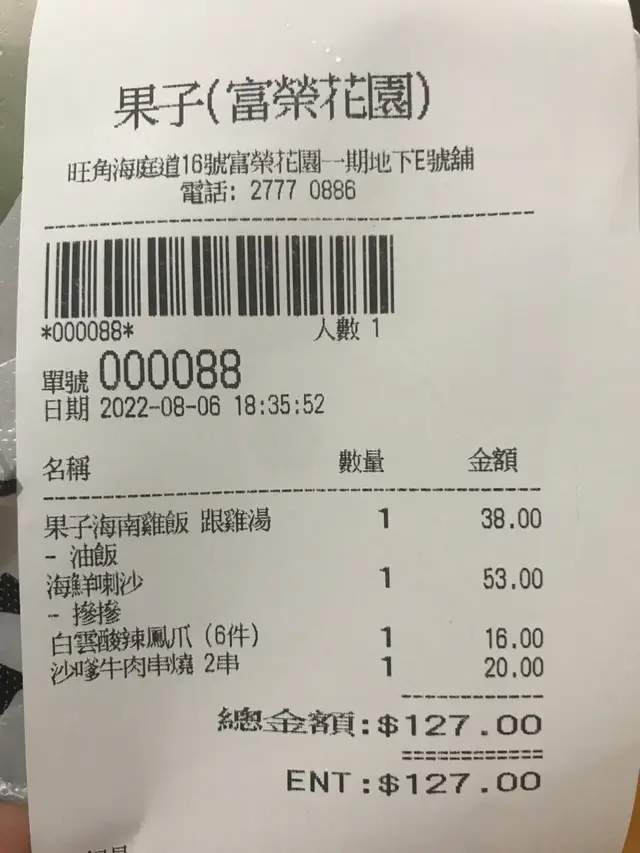 果子(富榮花園)
旺角海庭道16號富榮花園一期地下E號舖
電話: 2777 0886
*000088* 人數 1
單號 000088
日期 2022-08-06 18:35:52
名稱 數量 金額
果子海南雞飯 跟雞湯 1 38.00
- 油飯
海鮮喇沙 1 53.00
- 摻摻
白雲酸辣鳳爪 (6件) 1 16.00
沙嗲牛肉串燒 2串 1 20.00
總金額:$127.00
ENT:$127.00